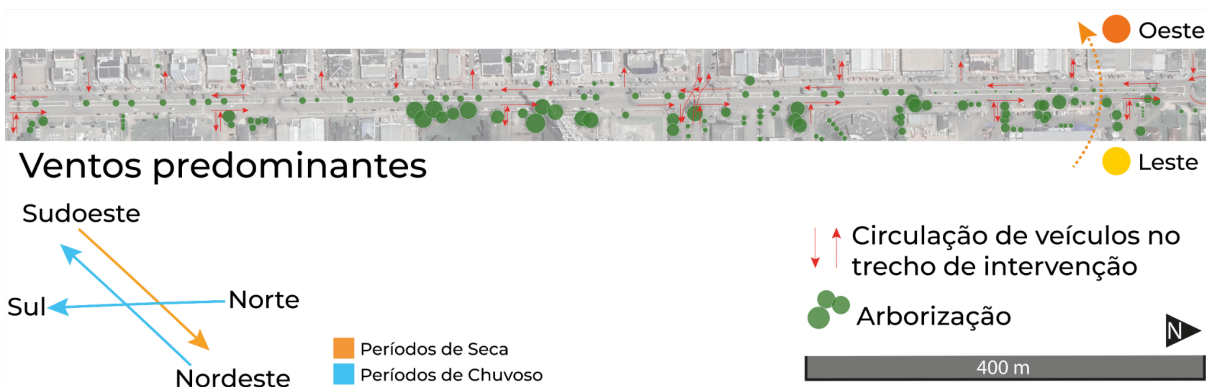 Oeste
Leste
Ventos predominantes
Sudoeste
Sul
Norte
Nordeste
Períodos de Seca
Períodos de Chuvoso
Circulação de veículos no
trecho de intervenção
Arborização
N
400 m